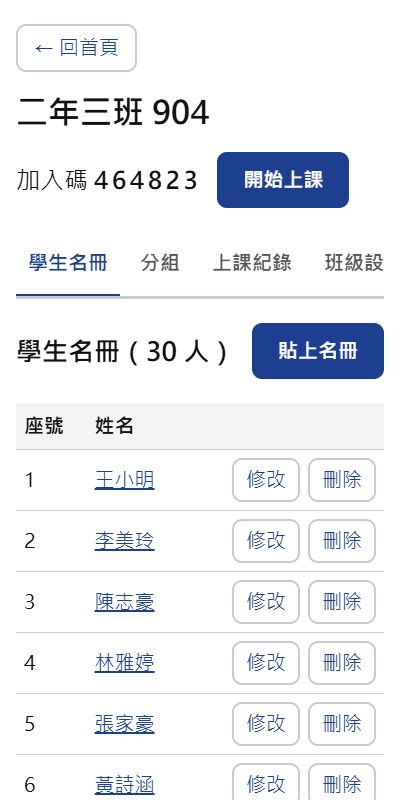 ← 回首頁
二年三班 904
加入碼 464823 開始上課
學生名冊 分組 上課紀錄 班級設
學生名冊（30 人） 貼上名冊
座號 姓名
1 王小明 修改 刪除
2 李美玲 修改 刪除
3 陳志豪 修改 刪除
4 林雅婷 修改 刪除
5 張家豪 修改 刪除
6 黃詩涵 修改 刪除